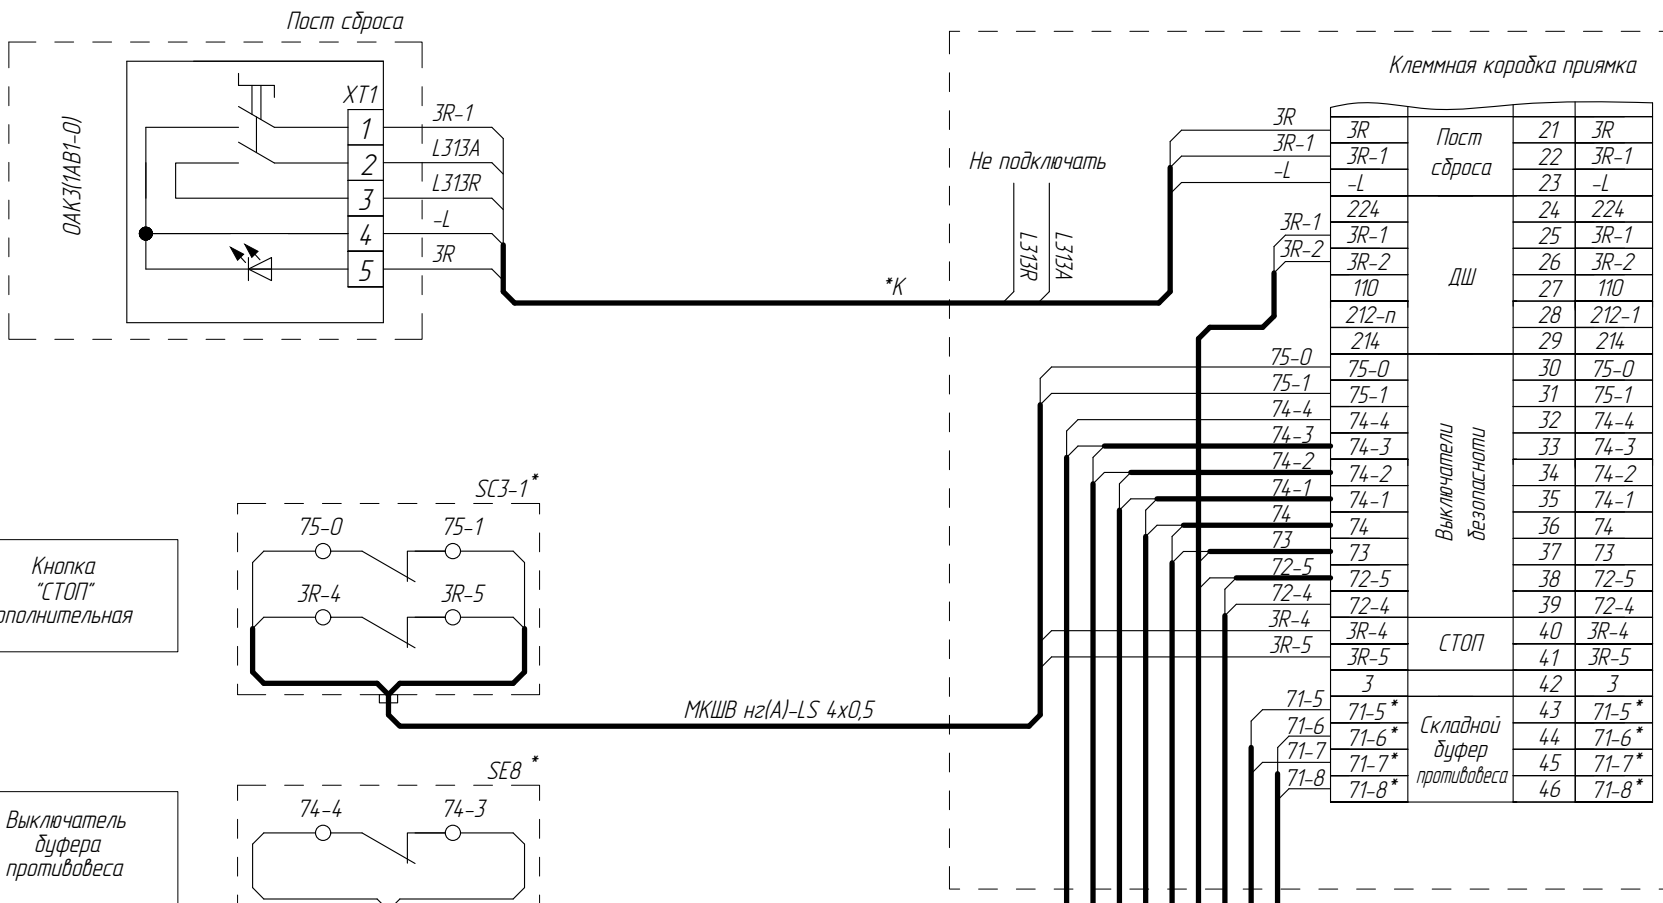 Пост сброса
ОАК3(1АВ1-0)
XT1
1
2
3
4
5
3R-1
L313A
L313R
-L
3R
*К
Не подключать
L313R
L313A
Клеммная коробка приямка
3R
3R-1
-L
3R-1
3R-2
75-0
75-1
74-4
74-3
74-2
74-1
74
73
72-5
72-4
3R-4
3R-5
71-5
71-6
71-7
71-8
3R 21 3R
3R-1 22 3R-1
-L 23 -L
224 24 224
3R-1 25 3R-1
3R-2 26 3R-2
110 27 110
212-п 28 212-1
214 29 214
75-0 30 75-0
75-1 31 75-1
74-4 32 74-4
74-3 33 74-3
74-2 34 74-2
74-1 35 74-1
74 36 74
73 37 73
72-5 38 72-5
72-4 39 72-4
3R-4 40 3R-4
3R-5 41 3R-5
3 42 3
71-5* 43 71-5*
71-6* 44 71-6*
71-7* 45 71-7*
71-8* 46 71-8*
Пост
сброса
ДШ
Выключатели
безопасноти
СТОП
Складной
буфер
противовеса
SC3-1*
75-0 75-1
3R-4 3R-5
Кнопка
"СТОП"
ополнительная
МКШВ нг(А)-LS 4х0,5
SE8 *
74-4 74-3
Выключатель
буфера
противовеса